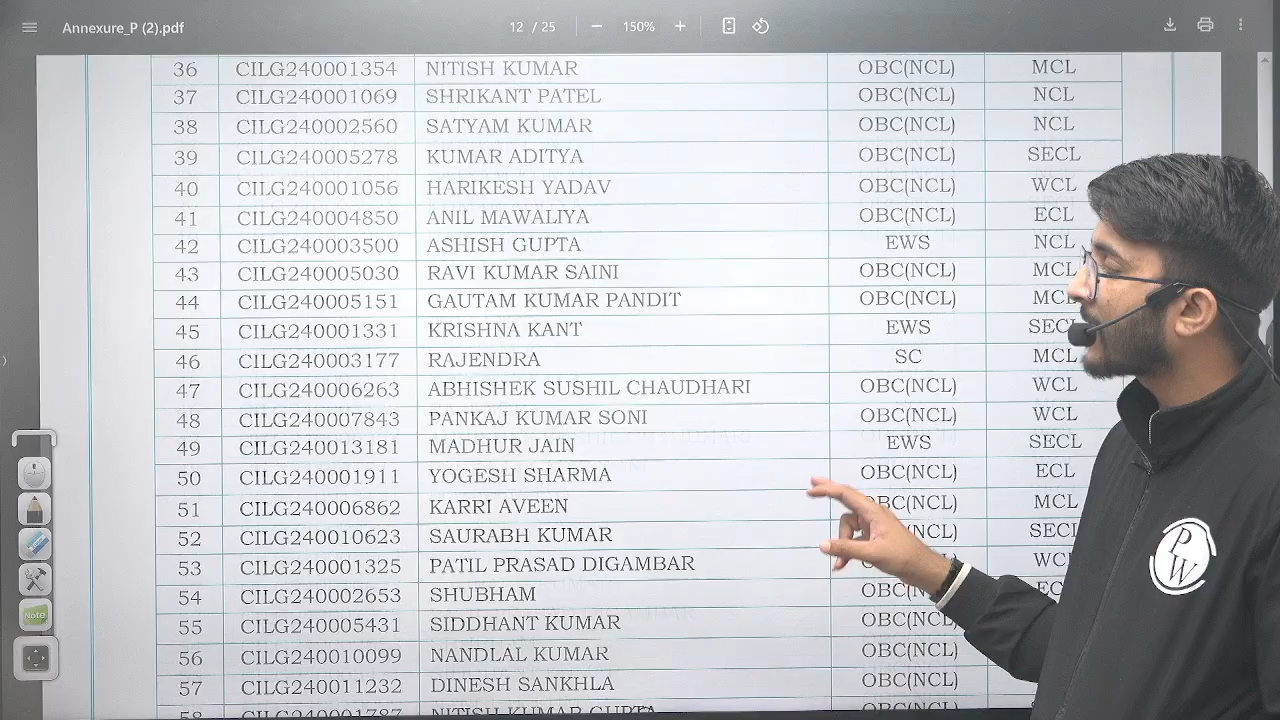 Annexure_P (2).pdf 12 / 25 150%
36 CILG240001354 NITISH KUMAR OBC(NCL) MCL
37 CILG240001069 SHRIKANT PATEL OBC(NCL) NCL
38 CILG240002560 SATYAM KUMAR OBC(NCL) NCL
39 CILG240005278 KUMAR ADITYA OBC(NCL) SECL
40 CILG240001056 HARIKESH YADAV OBC(NCL) WCL
41 CILG240004850 ANIL MAWALIYA OBC(NCL) ECL
42 CILG240003500 ASHISH GUPTA EWS NCL
43 CILG240005030 RAVI KUMAR SAINI OBC(NCL) MCL
44 CILG240005151 GAUTAM KUMAR PANDIT OBC(NCL) MCL
45 CILG240001331 KRISHNA KANT EWS SECL
46 CILG240003177 RAJENDRA SC MCL
47 CILG240006263 ABHISHEK SUSHIL CHAUDHARI OBC(NCL) WCL
48 CILG240007843 PANKAJ KUMAR SONI OBC(NCL) WCL
49 CILG240013181 MADHUR JAIN EWS SECL
50 CILG240001911 YOGESH SHARMA OBC(NCL) ECL
51 CILG240006862 KARRI AVEEN OBC(NCL) MCL
52 CILG240010623 SAURABH KUMAR (NCL) SECL
53 CILG240001325 PATIL PRASAD DIGAMBAR WCL
54 CILG240002653 SHUBHAM
55 CILG240005431 SIDDHANT KUMAR OBC(NCL)
56 CILG240010099 NANDLAL KUMAR OBC(NCL)
57 CILG240011232 DINESH SANKHLA OBC(NCL)
58 CILG240001787 NITISH KUMAR GUPTA OBC(NCL)
Note
PW